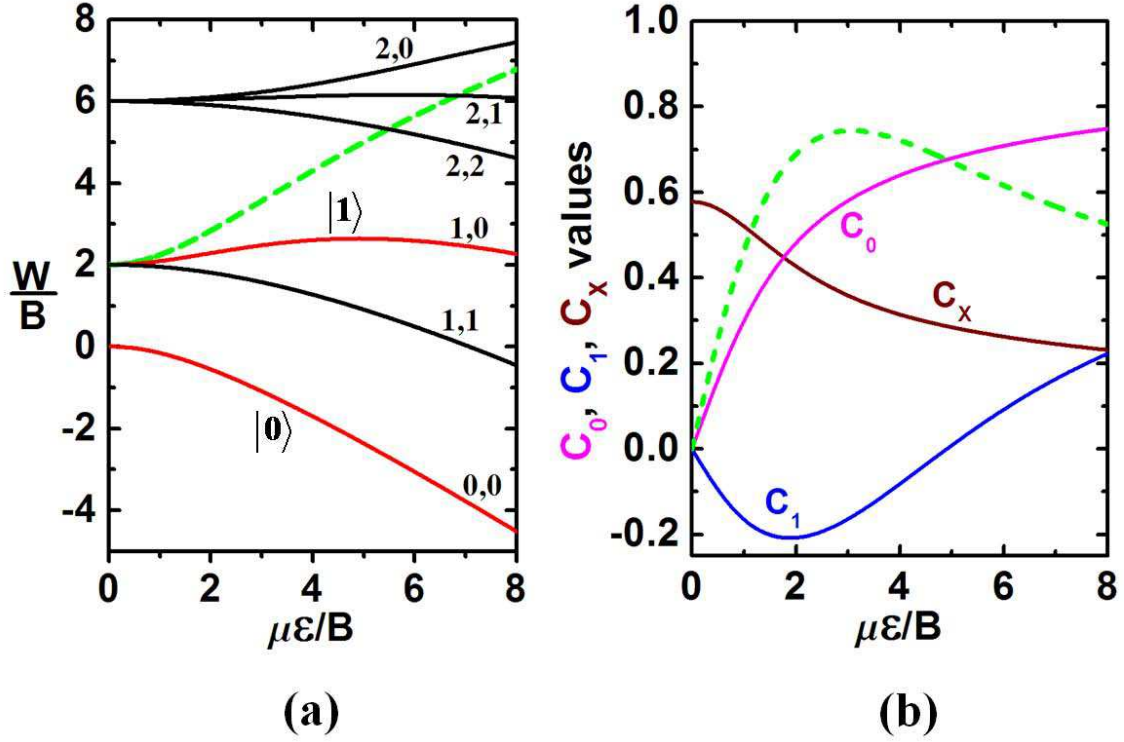 8
6
4
2
0
-2
-4
W
B
2,0
2,1
2,2
|1⟩
1,0
1,1
|0⟩
0,0
0 2 4 6 8
με/B
(a)
1.0
0.8
0.6
0.4
0.2
0.0
-0.2
C₀, C₁, Cₓ values
C₀
Cₓ
C₁
0 2 4 6 8
με/B
(b)